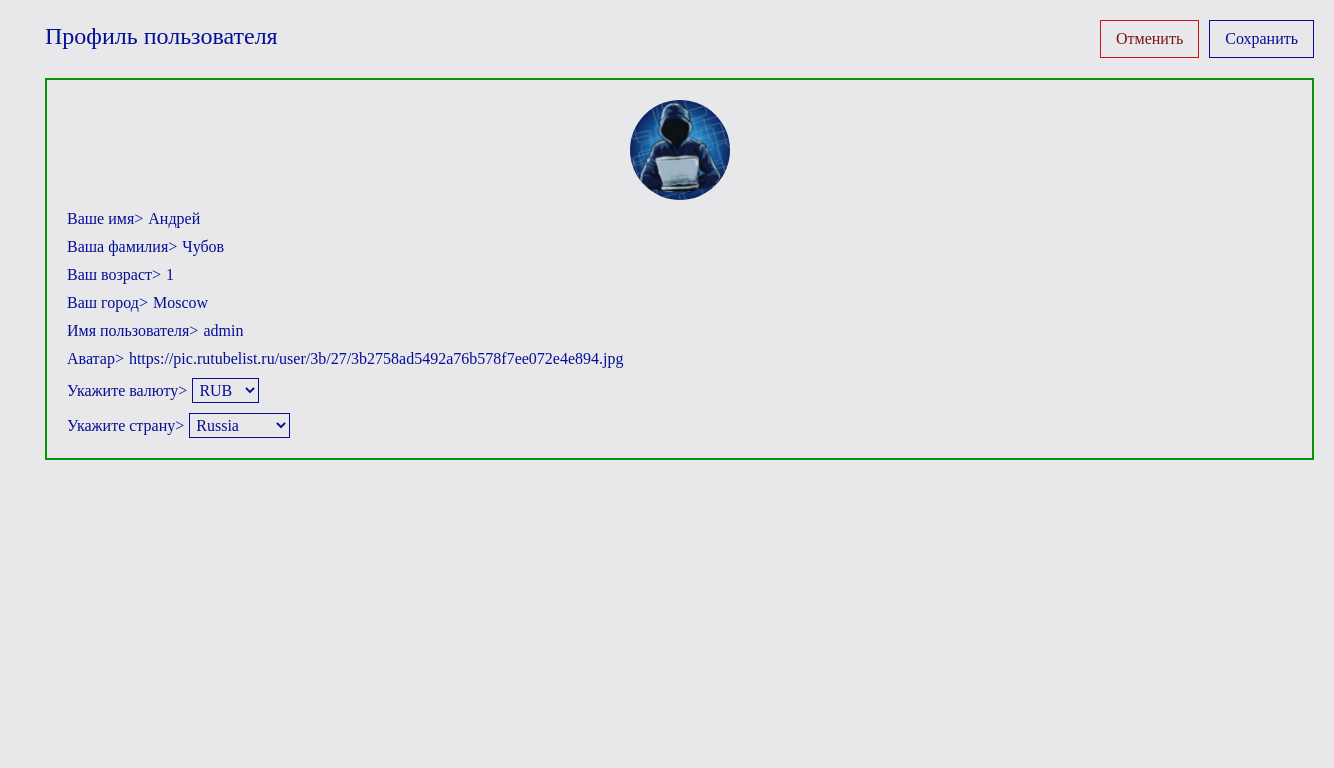 Профиль пользователя
Отменить
Сохранить
Ваше имя> Андрей
Ваша фамилия> Чубов
Ваш возраст> 1
Ваш город> Moscow
Имя пользователя> admin
Аватар> https://pic.rutubelist.ru/user/3b/27/3b2758ad5492a76b578f7ee072e4e894.jpg
Укажите валюту> RUB
Укажите страну> Russia